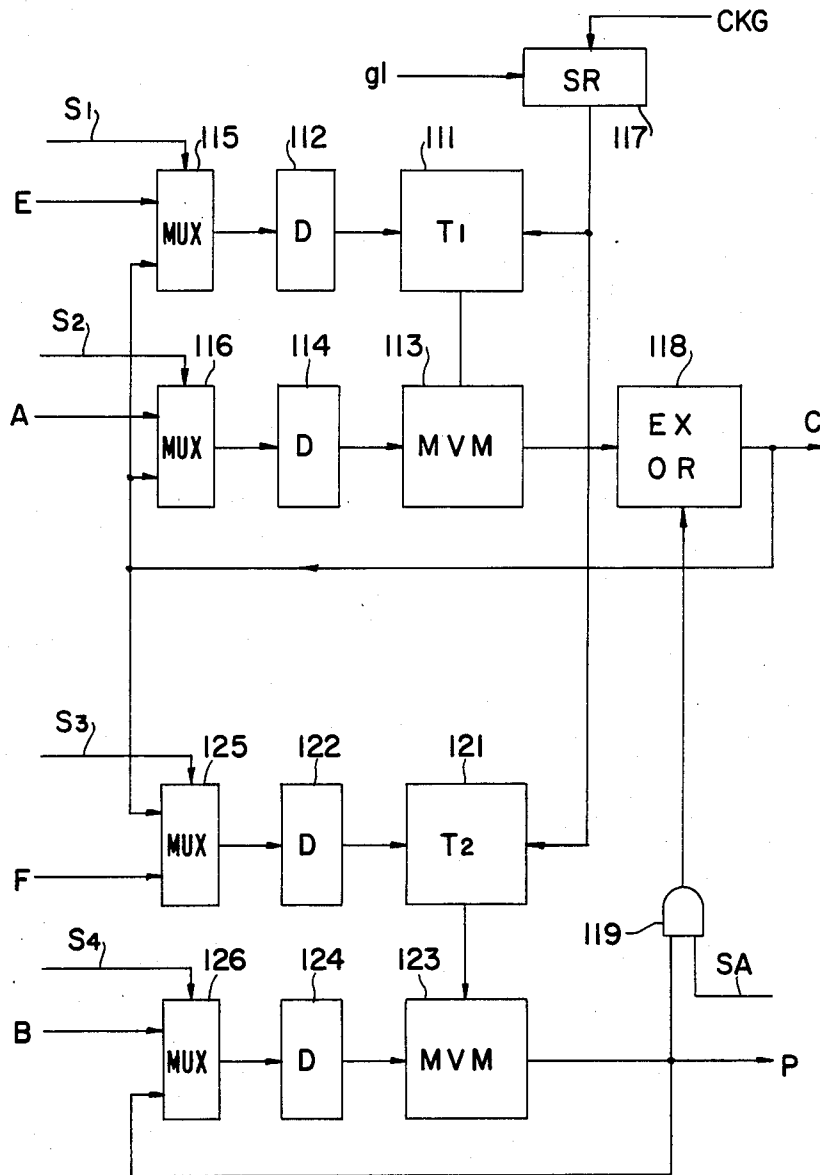 CKG
gl
SR
117
S1
115
112
111
E
MUX
D
T1
S2
116
114
113
118
A
MUX
D
MVM
EX
OR
C
S3
125
122
121
MUX
D
T2
F
119
S4
126
124
123
SA
B
MUX
D
MVM
P